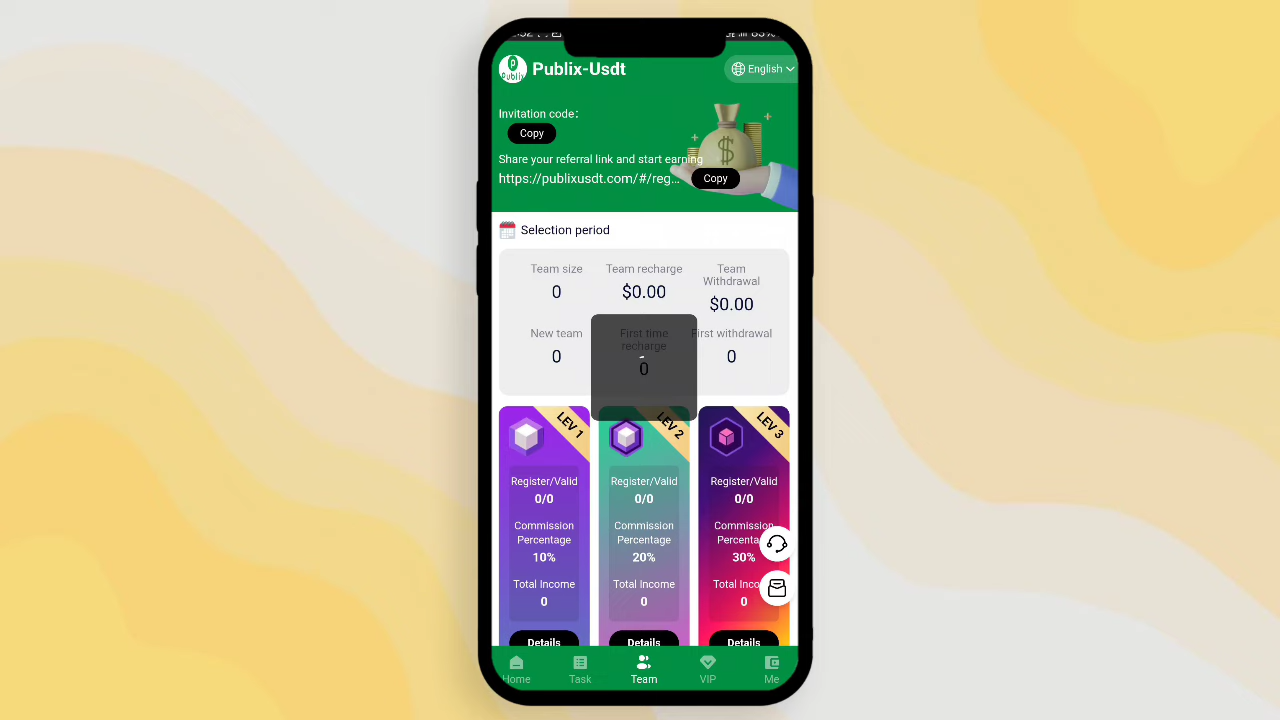 Publix
Publix-Usdt
English
Invitation code:
Copy
Share your referral link and start earning
https://publixusdt.com/#/reg...
Copy
Selection period
Team size
Team recharge
Team
Withdrawal
0
$0.00
$0.00
New team
First time
recharge
First withdrawal
0
0
0
LEV 1
LEV 2
LEV 3
Register/Valid
Register/Valid
Register/Valid
0/0
0/0
0/0
Commission
Percentage
Commission
Percentage
Commission
10%
20%
30%
Total Income
Total Income
Total
0
0
0
Details
Details
Details
Home
Task
Team
VIP
Me